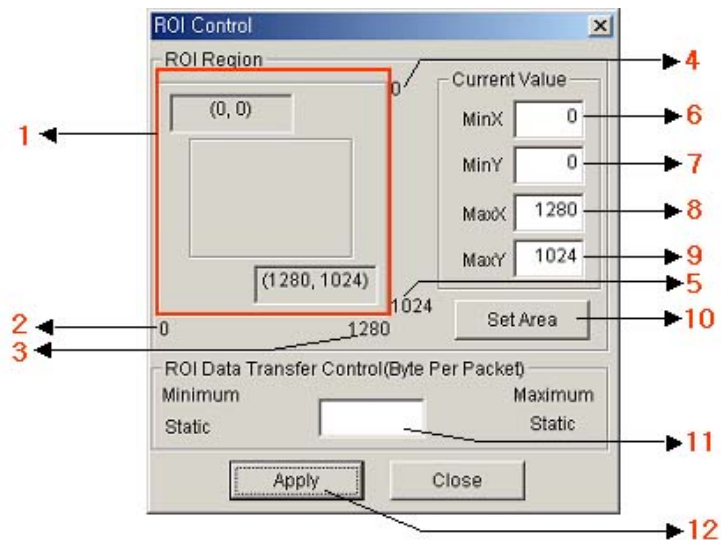 ROI Control
ROI Region
0
4
Current Value
(0, 0)
MinX 0
6
1
MinY 0
7
MaxX 1280
8
MaxY 1024
9
(1280, 1024)
5
1024
2
0
1280
Set Area
10
3
ROI Data Transfer Control(Byte Per Packet)
Minimum
Maximum
Static
Static
11
Apply
Close
12